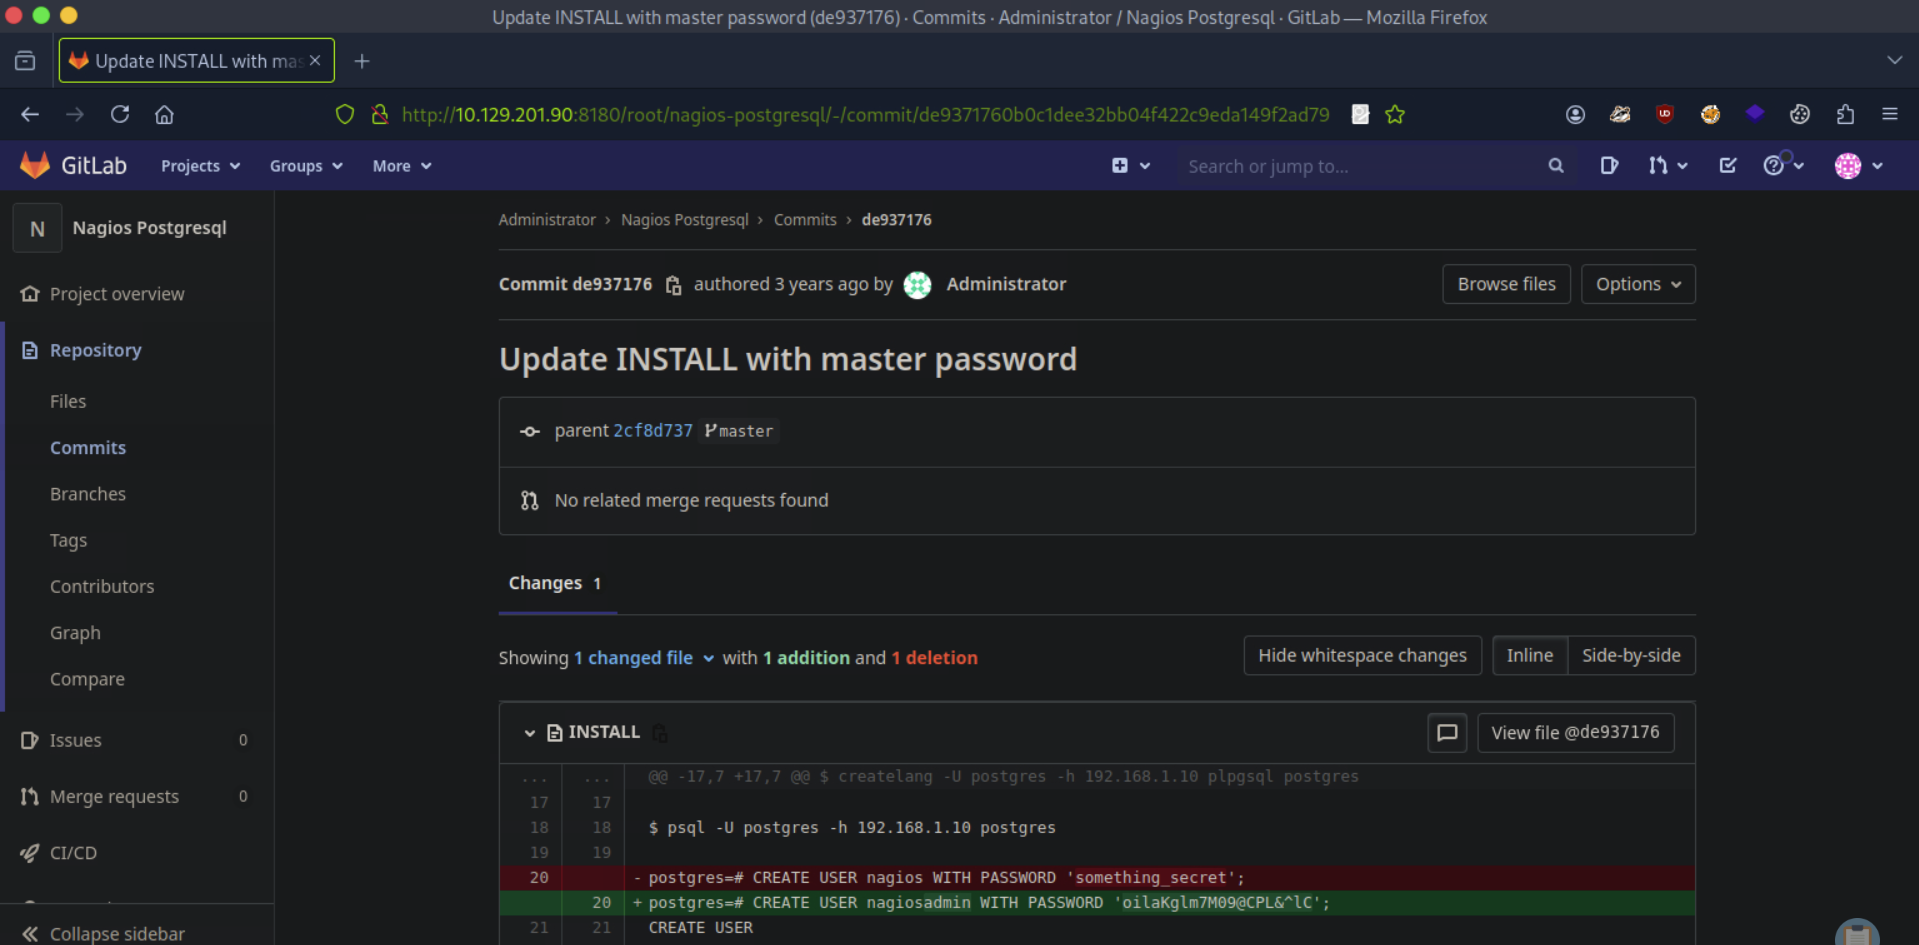 Update INSTALL with master password (de937176) · Commits · Administrator / Nagios Postgresql · GitLab — Mozilla Firefox
Update INSTALL with mas
http://10.129.201.90:8180/root/nagios-postgresql/-/commit/de9371760b0c1dee32bb04f422c9eda149f2ad79
GitLab Projects Groups More Search or jump to...
N Nagios Postgresql
Project overview
Repository
Files
Commits
Branches
Tags
Contributors
Graph
Compare
Issues 0
Merge requests 0
CI/CD
Collapse sidebar
Administrator > Nagios Postgresql > Commits > de937176
Commit de937176 authored 3 years ago by Administrator Browse files Options
Update INSTALL with master password
parent 2cf8d737 master
No related merge requests found
Changes 1
Showing 1 changed file with 1 addition and 1 deletion Hide whitespace changes Inline Side-by-side
INSTALL View file @de937176
... ... @@ -17,7 +17,7 @@ $ createlang -U postgres -h 192.168.1.10 plpgsql postgres
17 17
18 18 $ psql -U postgres -h 192.168.1.10 postgres
19 19
20 - postgres=# CREATE USER nagios WITH PASSWORD 'something_secret';
20 + postgres=# CREATE USER nagiosadmin WITH PASSWORD 'oilaKglm7M09@CPL&^lC';
21 21 CREATE USER